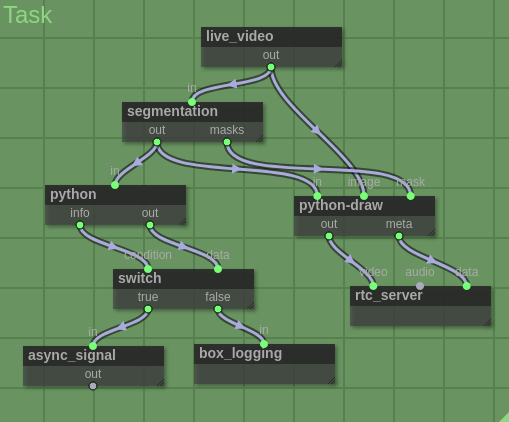 Task
live_video
out
in
segmentation
out masks
in in image mask
python python-draw
info out out meta
condition data video audio data
switch rtc_server
true false
in in
async_signal box_logging
out